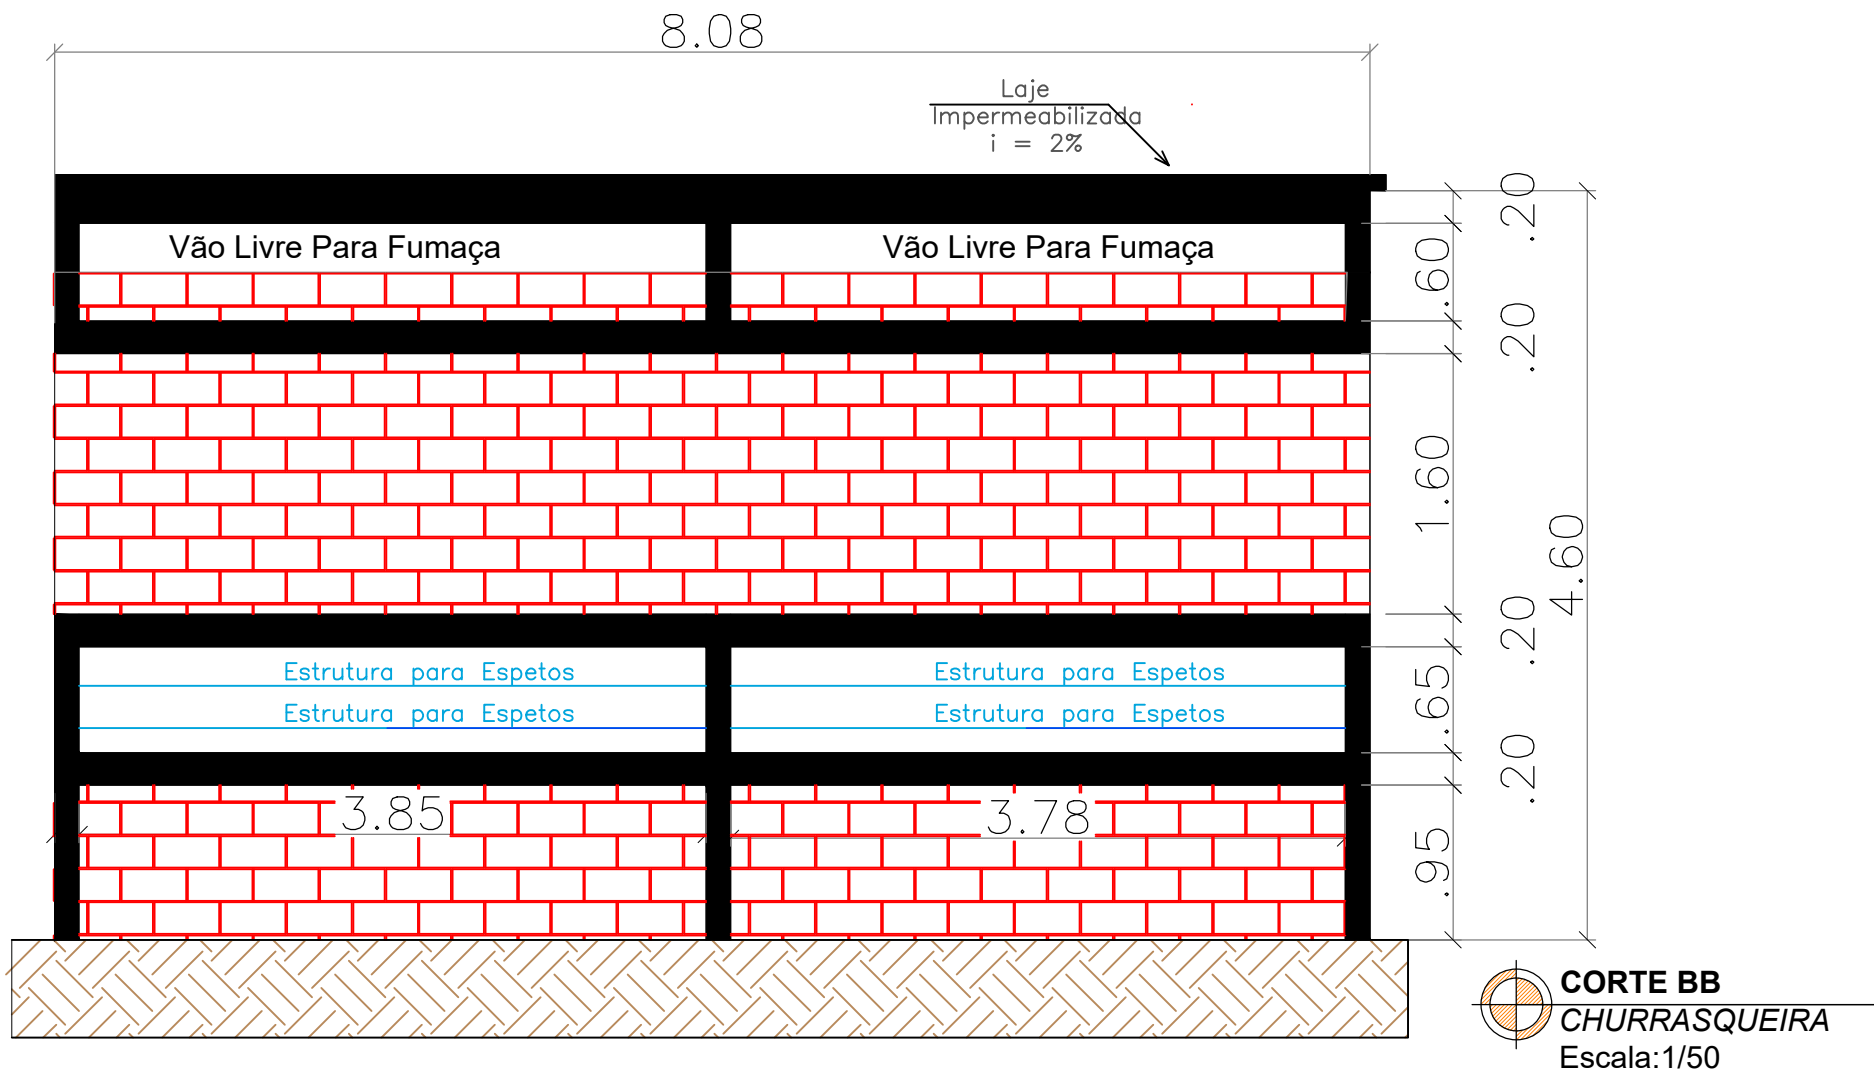 8.08
Laje
Impermeabilizada
i = 2%
Vão Livre Para Fumaça
Vão Livre Para Fumaça
.20
.60
.20
1.60
4.60
.20
Estrutura para Espetos
Estrutura para Espetos
Estrutura para Espetos
Estrutura para Espetos
.65
.20
3.85
3.78
.95
CORTE BB
CHURRASQUEIRA
Escala:1/50